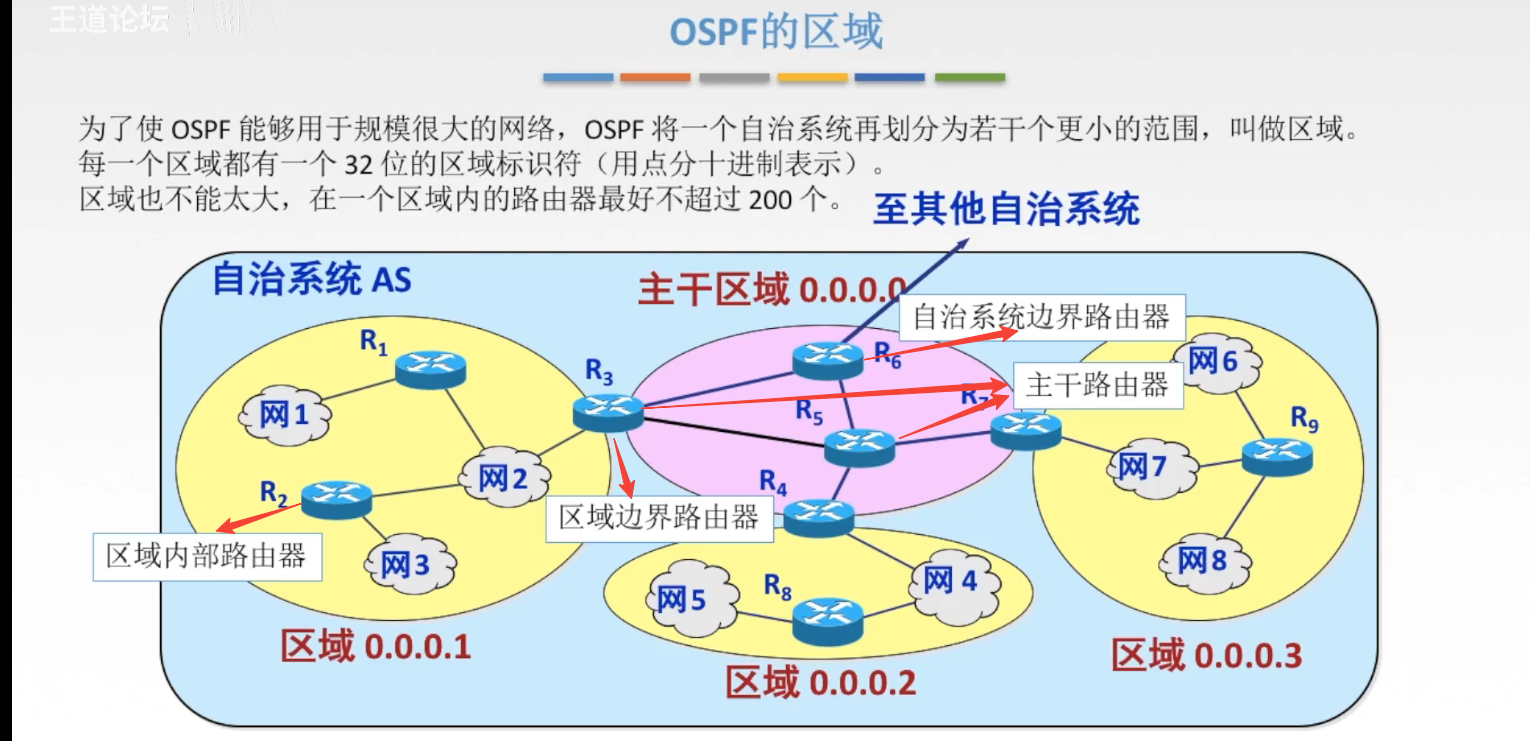 王道论坛
OSPF的区域
为了使 OSPF 能够用于规模很大的网络，OSPF 将一个自治系统再划分为若干个更小的范围，叫做区域。
每一个区域都有一个 32 位的区域标识符（用点分十进制表示）。
区域也不能太大，在一个区域内的路由器最好不超过 200 个。
至其他自治系统
自治系统 AS
主干区域 0.0.0.0
自治系统边界路由器
R1
R6
网6
R3
主干路由器
R7
网1
R5
R9
网2
网7
R2
R4
区域边界路由器
区域内部路由器
网3
网8
网5
R8
网 4
区域 0.0.0.1
区域 0.0.0.2
区域 0.0.0.3